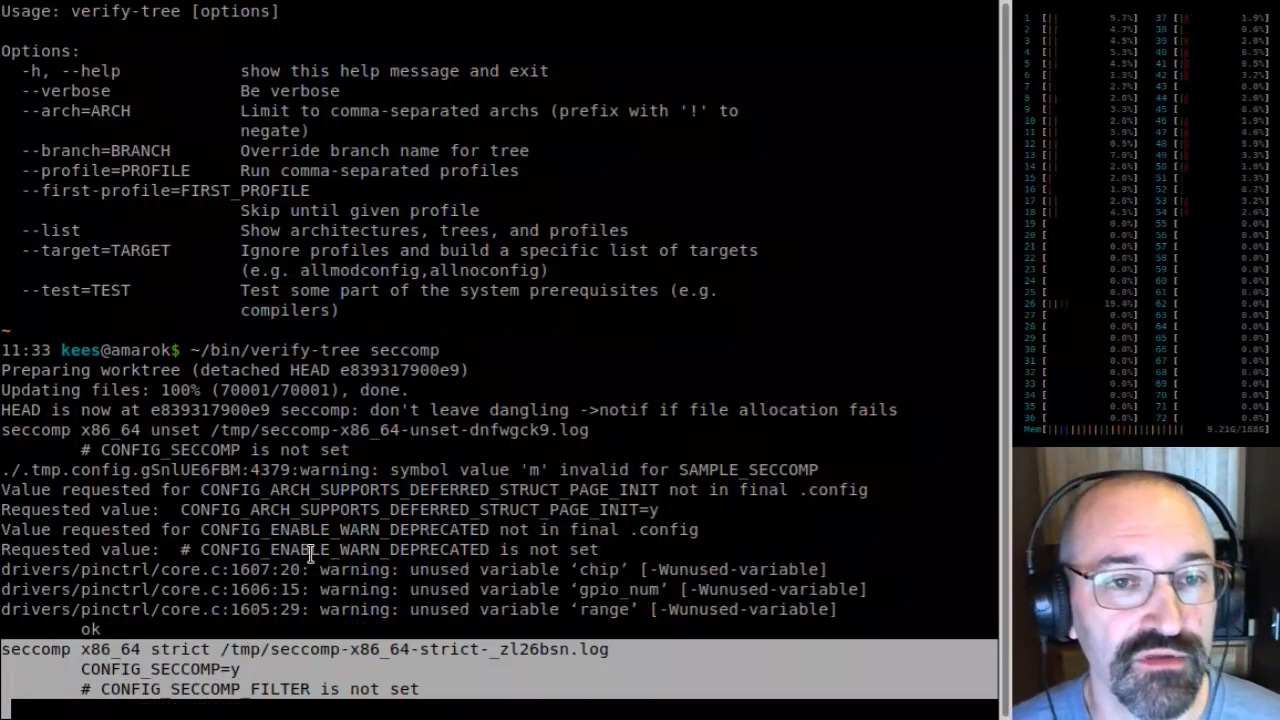 Usage: verify-tree [options]
Options:
-h, --help show this help message and exit
--verbose Be verbose
--arch=ARCH Limit to comma-separated archs (prefix with '!' to
negate)
--branch=BRANCH Override branch name for tree
--profile=PROFILE Run comma-separated profiles
--first-profile=FIRST_PROFILE
Skip until given profile
--list Show architectures, trees, and profiles
--target=TARGET Ignore profiles and build a specific list of targets
(e.g. allmodconfig,allnoconfig)
--test=TEST Test some part of the system prerequisites (e.g.
compilers)
~
11:33 kees@amarok$ ~/bin/verify-tree seccomp
Preparing worktree (detached HEAD e839317900e9)
Updating files: 100% (70001/70001), done.
HEAD is now at e839317900e9 seccomp: don't leave dangling ->notif if file allocation fails
seccomp x86_64 unset /tmp/seccomp-x86_64-unset-dnfwgck9.log
# CONFIG_SECCOMP is not set
./.tmp.config.gSnlUE6FBM:4379:warning: symbol value 'm' invalid for SAMPLE_SECCOMP
Value requested for CONFIG_ARCH_SUPPORTS_DEFERRED_STRUCT_PAGE_INIT not in final .config
Requested value: CONFIG_ARCH_SUPPORTS_DEFERRED_STRUCT_PAGE_INIT=y
Value requested for CONFIG_ENABLE_WARN_DEPRECATED not in final .config
Requested value: # CONFIG_ENABLE_WARN_DEPRECATED is not set
drivers/pinctrl/core.c:1607:20: warning: unused variable ‘chip’ [-Wunused-variable]
drivers/pinctrl/core.c:1606:15: warning: unused variable ‘gpio_num’ [-Wunused-variable]
drivers/pinctrl/core.c:1605:29: warning: unused variable ‘range’ [-Wunused-variable]
ok
seccomp x86_64 strict /tmp/seccomp-x86_64-strict-_zl26bsn.log
CONFIG_SECCOMP=y
# CONFIG_SECCOMP_FILTER is not set
Mem[ 9.21G/188G]